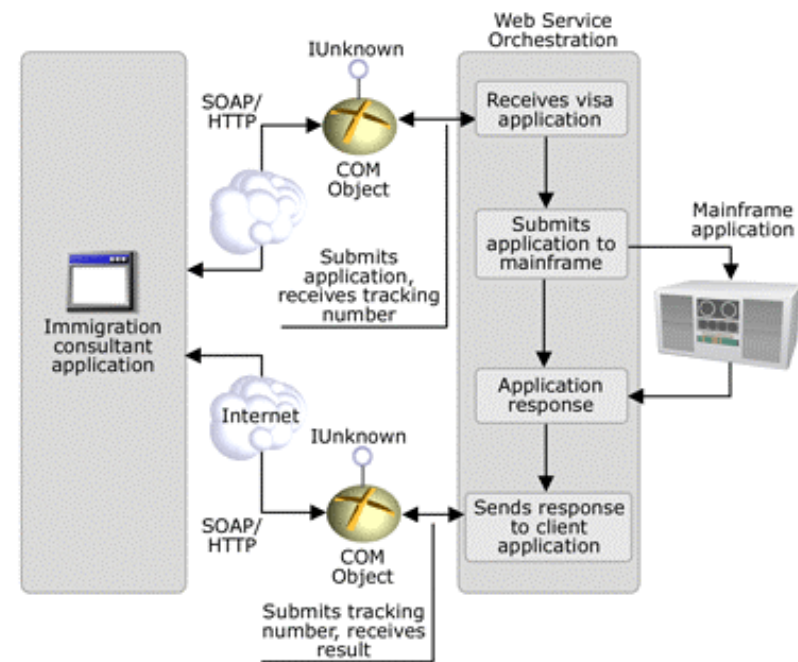 Web Service
Orchestration
IUnknown
SOAP/
HTTP
COM
Object
Receives visa
application
Submits
application to
mainframe
Mainframe
application
Submits
application,
receives tracking
number
Immigration
consultant
application
Application
response
Internet
IUnknown
SOAP/
HTTP
COM
Object
Sends response
to client
application
Submits tracking
number, receives
result